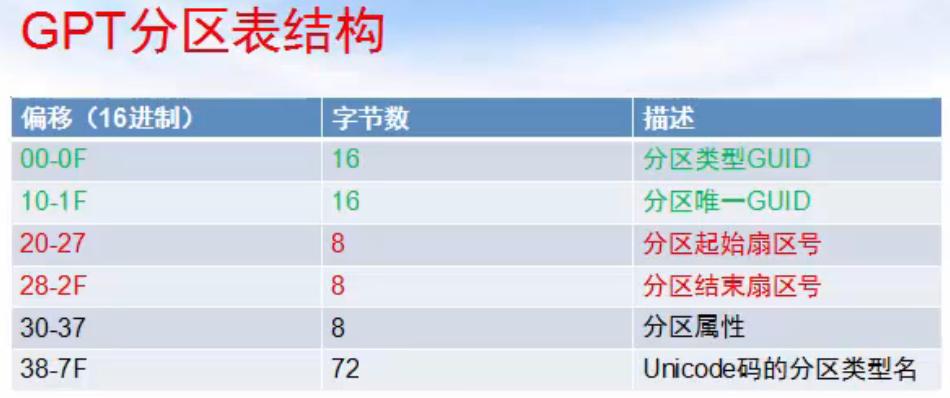 GPT分区表结构
偏移（16进制） 字节数 描述
00-0F 16 分区类型GUID
10-1F 16 分区唯一GUID
20-27 8 分区起始扇区号
28-2F 8 分区结束扇区号
30-37 8 分区属性
38-7F 72 Unicode码的分区类型名